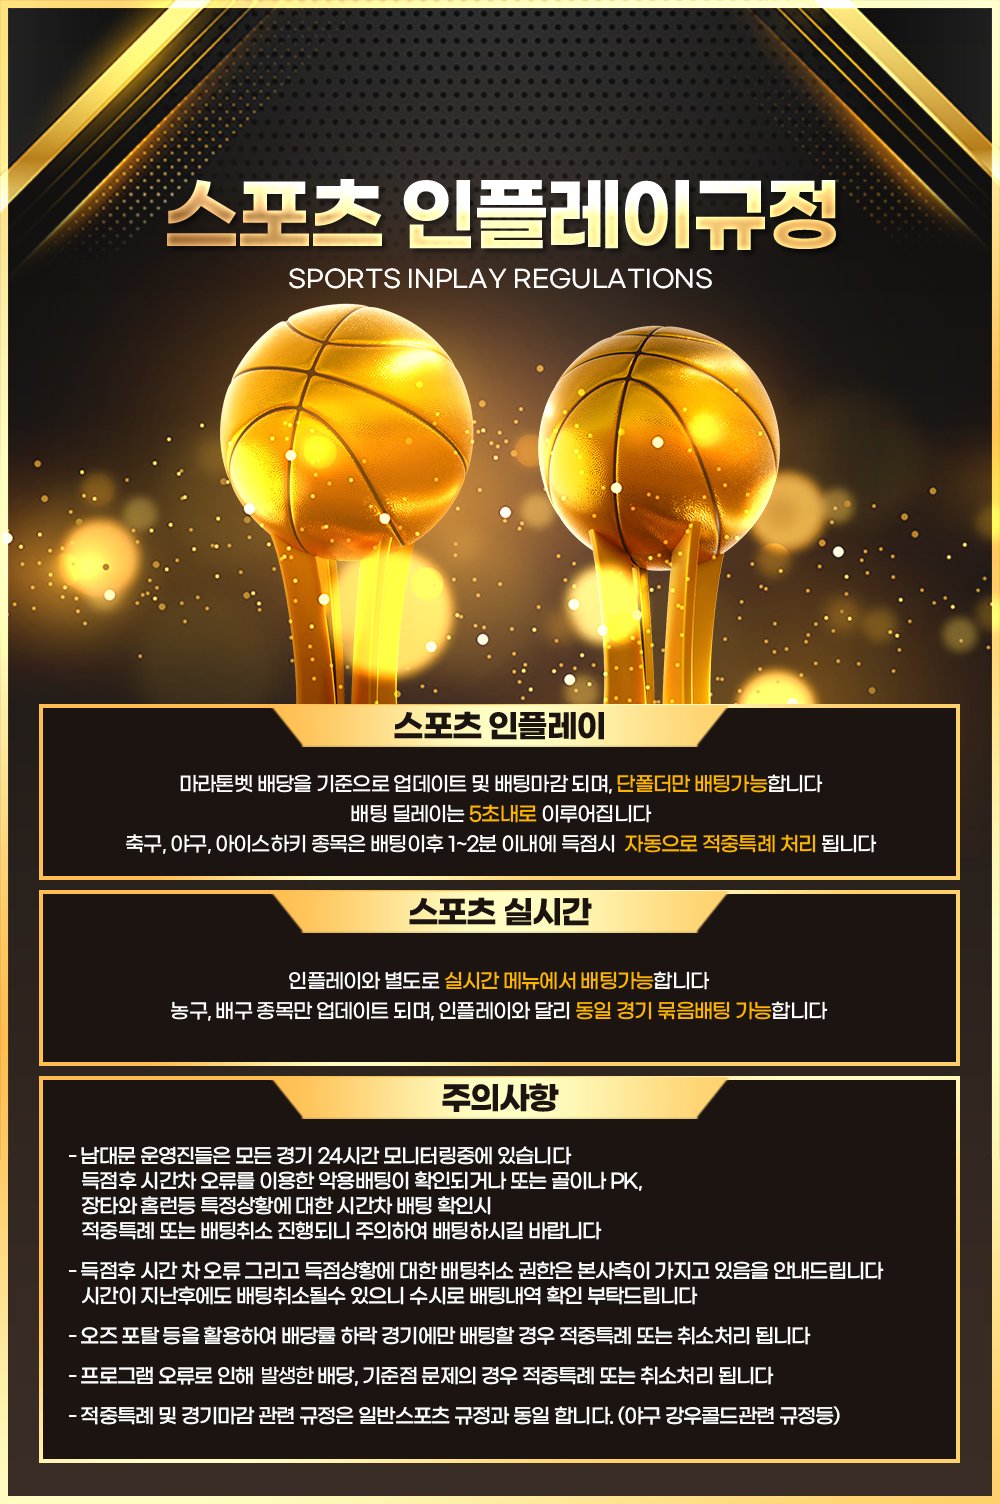 스포츠 인플레이규정
SPORTS INPLAY REGULATIONS
스포츠 인플레이
마라톤벳 배당을 기준으로 업데이트 및 배팅마감 되며, 단폴더만 배팅가능합니다
배팅 딜레이는 5초내로 이루어집니다
축구, 야구, 아이스하키 종목은 배팅이후 1~2분 이내에 득점시 자동으로 적중특례 처리 됩니다
스포츠 실시간
인플레이와 별도로 실시간 메뉴에서 배팅가능합니다
농구, 배구 종목만 업데이트 되며, 인플레이와 달리 동일 경기 묶음배팅 가능합니다
주의사항
- 남대문 운영진들은 모든 경기 24시간 모니터링중에 있습니다
득점후 시간차 오류를 이용한 악용배팅이 확인되거나 또는 골이나 PK,
장타와 홈런등 특정상황에 대한 시간차 배팅 확인시
적중특례 또는 배팅취소 진행되니 주의하여 배팅하시길 바랍니다
- 득점후 시간 차 오류 그리고 득점상황에 대한 배팅취소 권한은 본사측이 가지고 있음을 안내드립니다
시간이 지난후에도 배팅취소될수 있으니 수시로 배팅내역 확인 부탁드립니다
- 오즈 포탈 등을 활용하여 배당률 하락 경기에만 배팅할 경우 적중특례 또는 취소처리 됩니다
- 프로그램 오류로 인해 발생한 배당, 기준점 문제의 경우 적중특례 또는 취소처리 됩니다
- 적중특례 및 경기마감 관련 규정은 일반스포츠 규정과 동일 합니다. (야구 강우콜드관련 규정등)